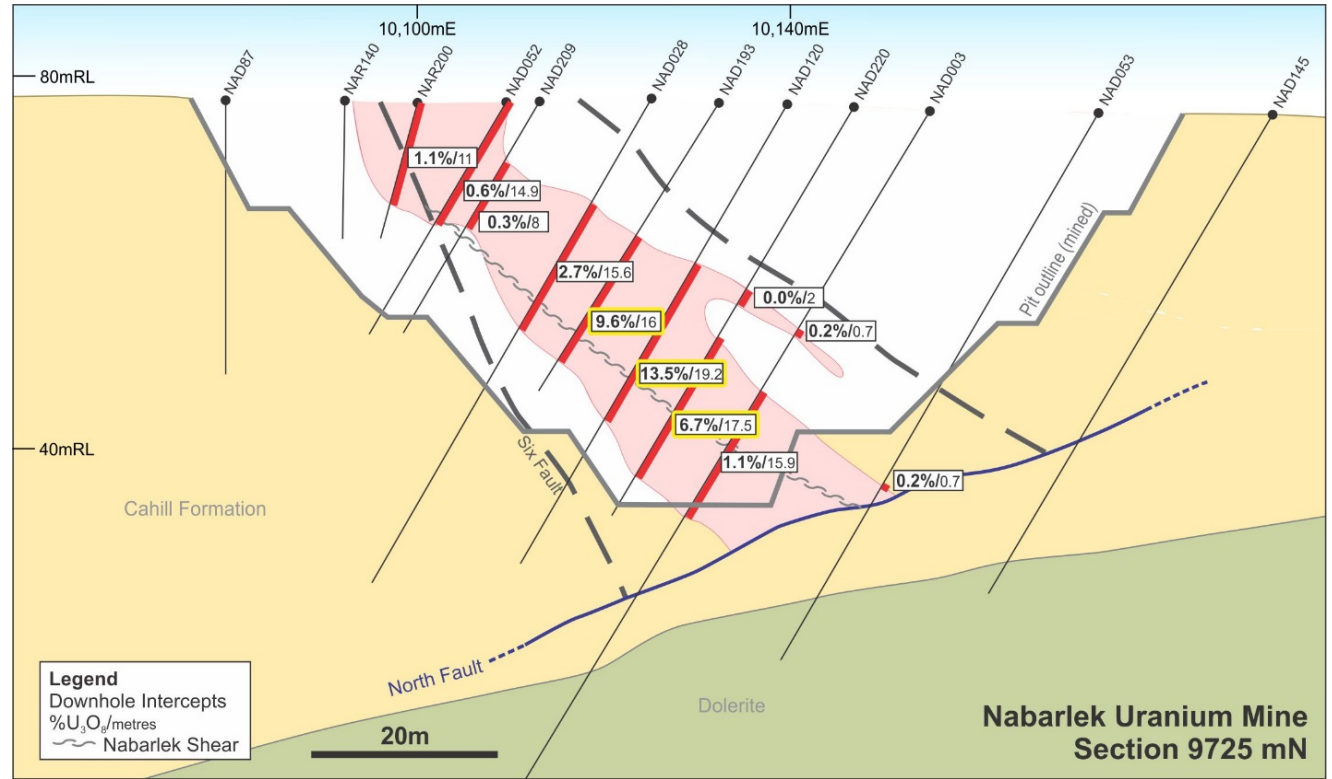 10,100mE
10,140mE
80mRL
40mRL
NAD87
NAR140
NAR200
NAD052
NAD209
NAD028
NAD193
NAD120
NAD220
NAD003
NAD053
NAD145
1.1%/11
0.6%/14.9
0.3%/8
2.7%/15.6
9.6%/16
13.5%/19.2
6.7%/17.5
1.1%/15.9
0.0%/2
0.2%/0.7
0.2%/0.7
Pit outline (mined)
Six Fault
Cahill Formation
North Fault
Dolerite
Legend
Downhole Intercepts
%U₃O₈/metres
Nabarlek Shear
20m
Nabarlek Uranium Mine
Section 9725 mN